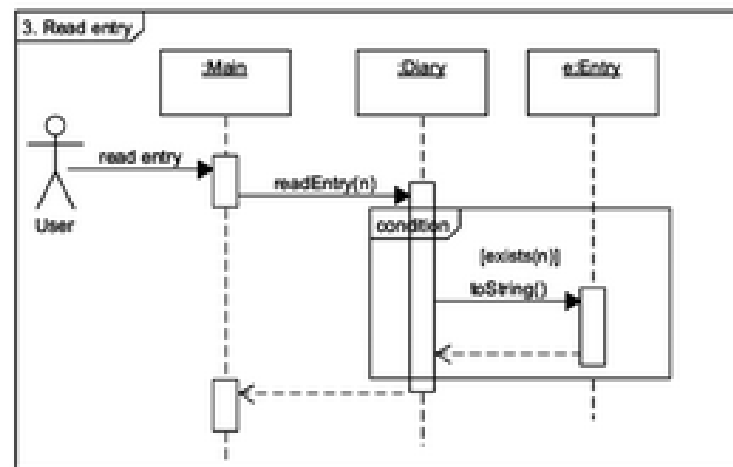 3. Read entry
:Main
:Diary
e:Entry
read entry
User
readEntry(n)
condition
[exists(n)]
toString()